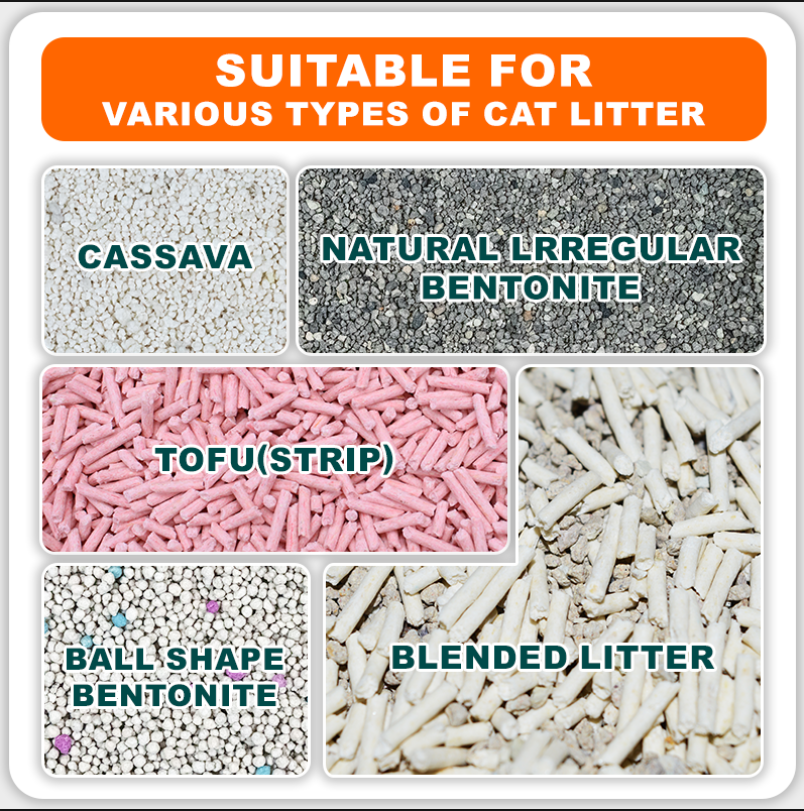 SUITABLE FOR
VARIOUS TYPES OF CAT LITTER
CASSAVA
NATURAL LRREGULAR
BENTONITE
TOFU(STRIP)
BALL SHAPE
BENTONITE
BLENDED LITTER